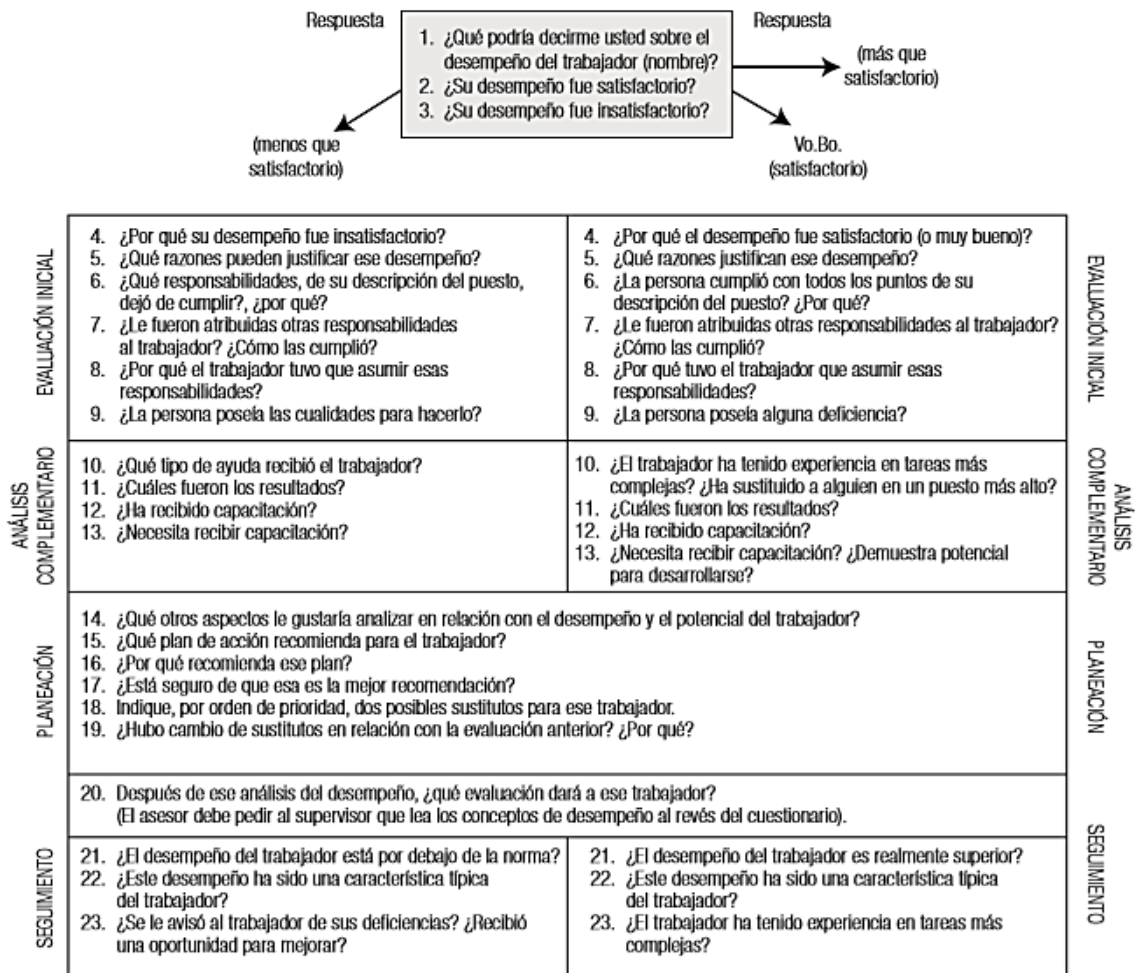 Respuesta
1. ¿Qué podría decirme usted sobre el
desempeño del trabajador (nombre)?
2. ¿Su desempeño fue satisfactorio?
3. ¿Su desempeño fue insatisfactorio?
Respuesta
(más que
satisfactorio)
(menos que
satisfactorio)
Vo.Bo.
(satisfactorio)
EVALUACIÓN INICIAL
4. ¿Por qué su desempeño fue insatisfactorio?
5. ¿Qué razones pueden justificar ese desempeño?
6. ¿Qué responsabilidades, de su descripción del puesto,
dejó de cumplir?, ¿por qué?
7. ¿Le fueron atribuidas otras responsabilidades
al trabajador? ¿Cómo las cumplió?
8. ¿Por qué el trabajador tuvo que asumir esas
responsabilidades?
9. ¿La persona poseía las cualidades para hacerlo?
4. ¿Por qué el desempeño fue satisfactorio (o muy bueno)?
5. ¿Qué razones justifican ese desempeño?
6. ¿La persona cumplió con todos los puntos de su
descripción del puesto? ¿Por qué?
7. ¿Le fueron atribuidas otras responsabilidades al trabajador?
¿Cómo las cumplió?
8. ¿Por qué tuvo el trabajador que asumir esas
responsabilidades?
9. ¿La persona poseía alguna deficiencia?
EVALUACIÓN INICIAL
ANÁLISIS
COMPLEMENTARIO
10. ¿Qué tipo de ayuda recibió el trabajador?
11. ¿Cuáles fueron los resultados?
12. ¿Ha recibido capacitación?
13. ¿Necesita recibir capacitación?
10. ¿El trabajador ha tenido experiencia en tareas más
complejas? ¿Ha sustituido a alguien en un puesto más alto?
11. ¿Cuáles fueron los resultados?
12. ¿Ha recibido capacitación?
13. ¿Necesita recibir capacitación? ¿Demuestra potencial
para desarrollarse?
ANÁLISIS
COMPLEMENTARIO
PLANEACIÓN
14. ¿Qué otros aspectos le gustaría analizar en relación con el desempeño y el potencial del trabajador?
15. ¿Qué plan de acción recomienda para el trabajador?
16. ¿Por qué recomienda ese plan?
17. ¿Está seguro de que esa es la mejor recomendación?
18. Indique, por orden de prioridad, dos posibles sustitutos para ese trabajador.
19. ¿Hubo cambio de sustitutos en relación con la evaluación anterior? ¿Por qué?
PLANEACIÓN
20. Después de ese análisis del desempeño, ¿qué evaluación dará a ese trabajador?
(El asesor debe pedir al supervisor que lea los conceptos de desempeño al revés del cuestionario).
SEGUIMIENTO
21. ¿El desempeño del trabajador está por debajo de la norma?
22. ¿Este desempeño ha sido una característica típica
del trabajador?
23. ¿Se le avisó al trabajador de sus deficiencias? ¿Recibió
una oportunidad para mejorar?
21. ¿El desempeño del trabajador es realmente superior?
22. ¿Este desempeño ha sido una característica típica
del trabajador?
23. ¿El trabajador ha tenido experiencia en tareas más
complejas?
SEGUIMIENTO